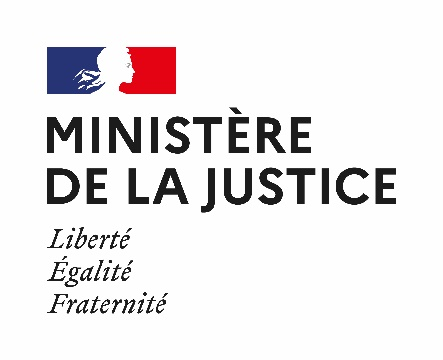 MINISTÈRE
DE LA JUSTICE
Liberté
Égalité
Fraternité